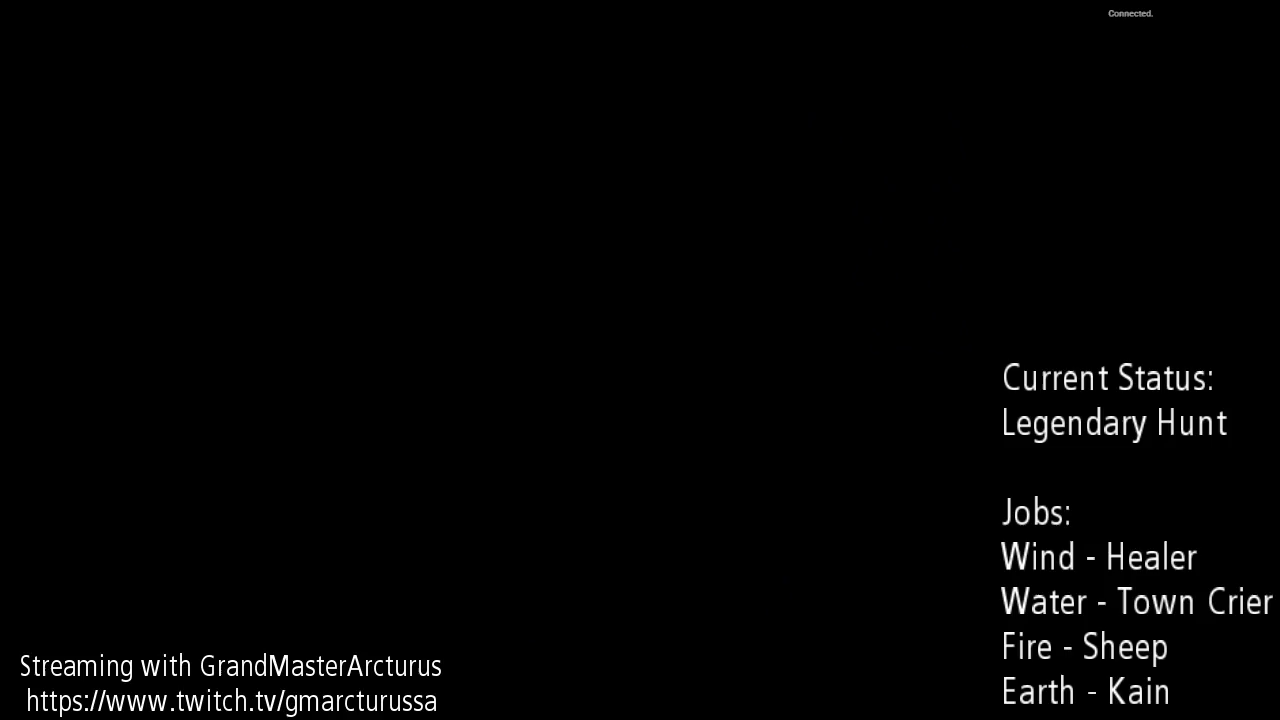 Connected.
Current Status:
Legendary Hunt
Jobs:
Wind - Healer
Water - Town Crier
Fire - Sheep
Earth - Kain
Streaming with GrandMasterArcturus
https://www.twitch.tv/gmarcturussa